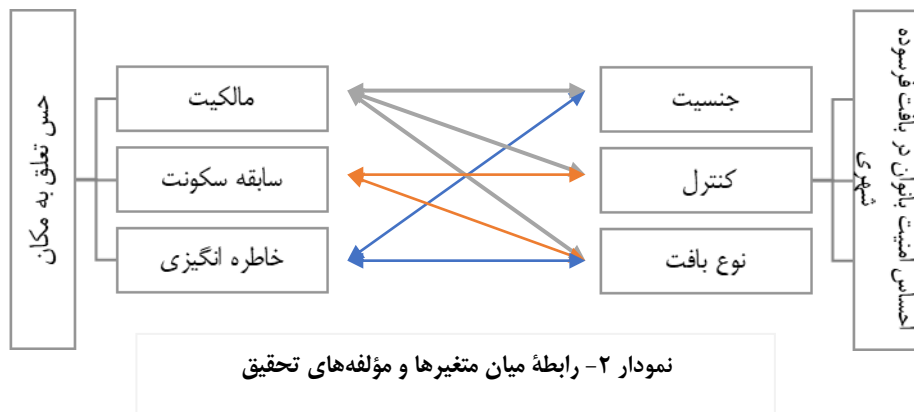 احساس امنیت بانوان در بافت فرسوده
شهری
جنسیت
کنترل
نوع بافت
مالکیت
سابقه سکونت
خاطره انگیزی
حس تعلق به مکان
نمودار ۲- رابطهٔ میان متغیرها و مؤلفه‌های تحقیق